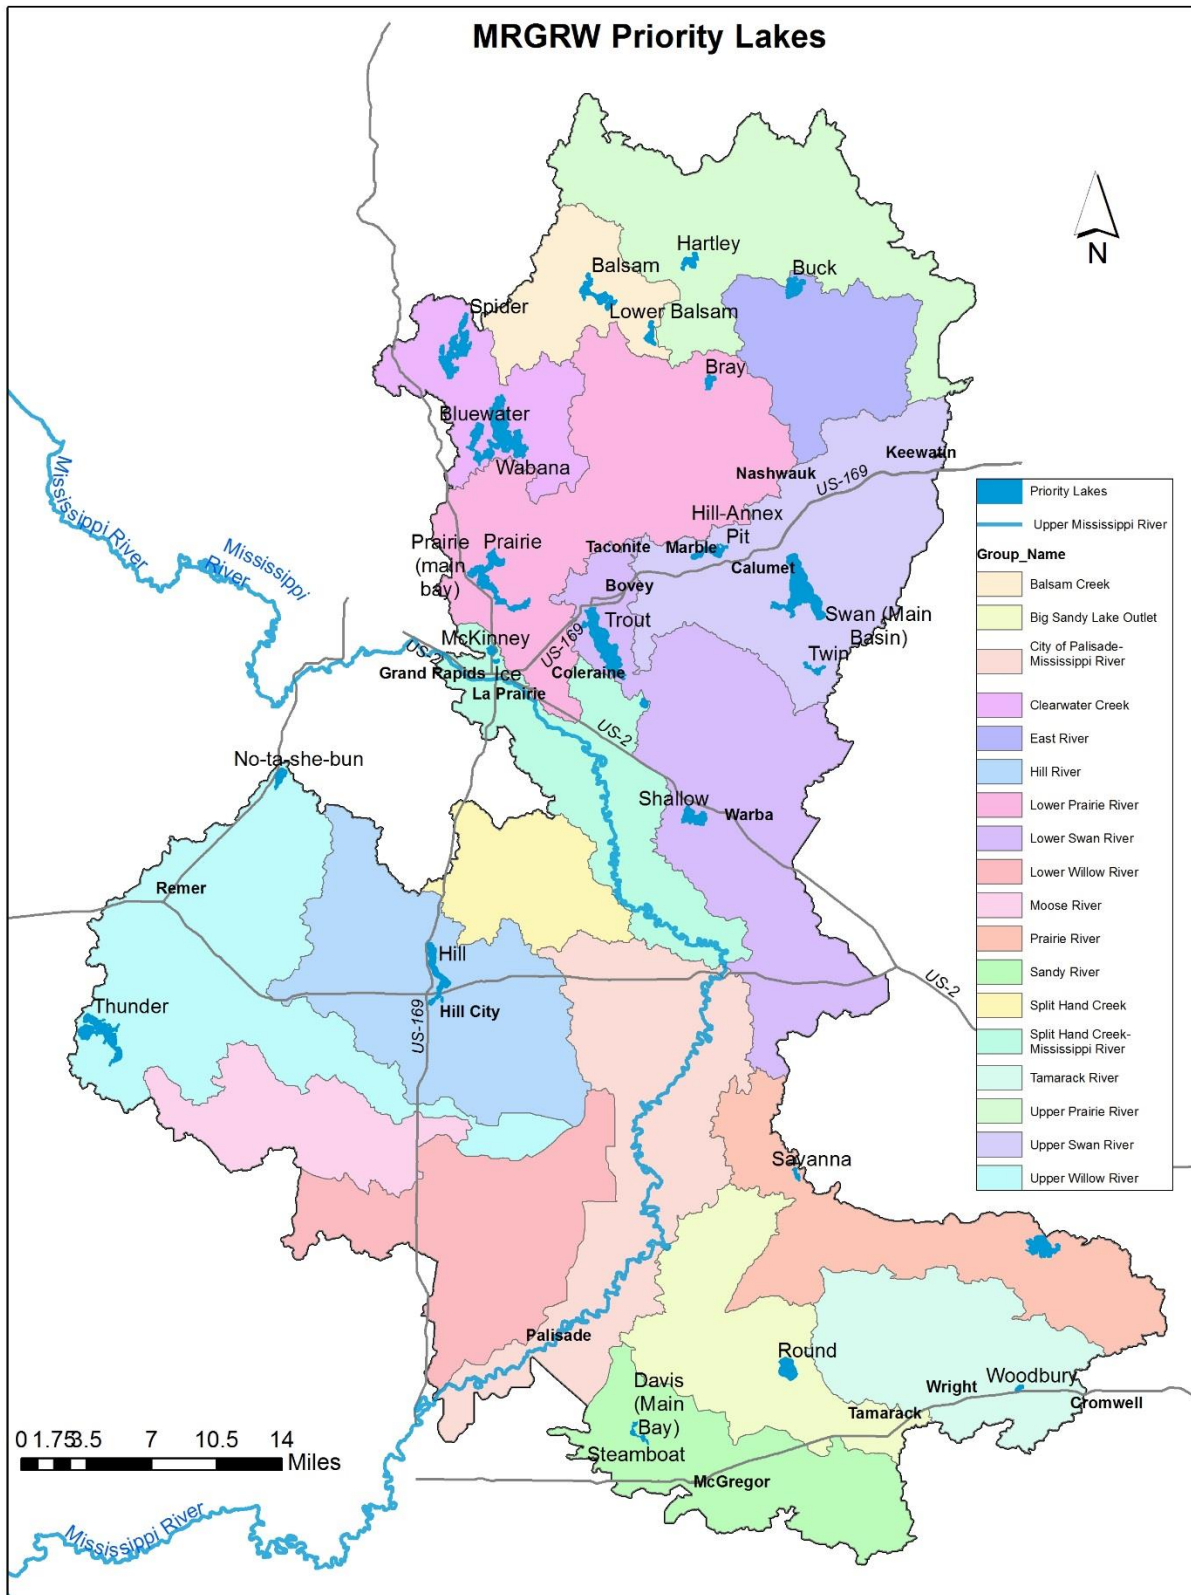 MRGRW Priority Lakes
Hartley
Balsam
Buck
Lower Balsam
Spider
Bray
Bluewater
Wabana
Keewatin
Nashwauk
US-169
Mississippi River
Mississippi
River
Hill-Annex
Pit
Prairie
(main
bay)
Prairie
Taconite
Marble
Calumet
Bovey
Trout
Swan (Main
Basin)
Twin
McKinney
US-169
US-2
Grand Rapids
Ice
Coleraine
La Prairie
US-2
No-ta-she-bun
Shallow
Warba
Remer
Hill
US-2
Thunder
Hill City
US-169
Savanna
Palisade
Round
Davis
(Main
Bay)
Woodbury
Wright
Cromwell
Tamarack
Steamboat
McGregor
0 1.75 3.5 7 10.5 14
Miles
Mississippi River
N
Priority Lakes
Upper Mississippi River
Group_Name
Balsam Creek
Big Sandy Lake Outlet
City of Palisade-
Mississippi River
Clearwater Creek
East River
Hill River
Lower Prairie River
Lower Swan River
Lower Willow River
Moose River
Prairie River
Sandy River
Split Hand Creek
Split Hand Creek-
Mississippi River
Tamarack River
Upper Prairie River
Upper Swan River
Upper Willow River